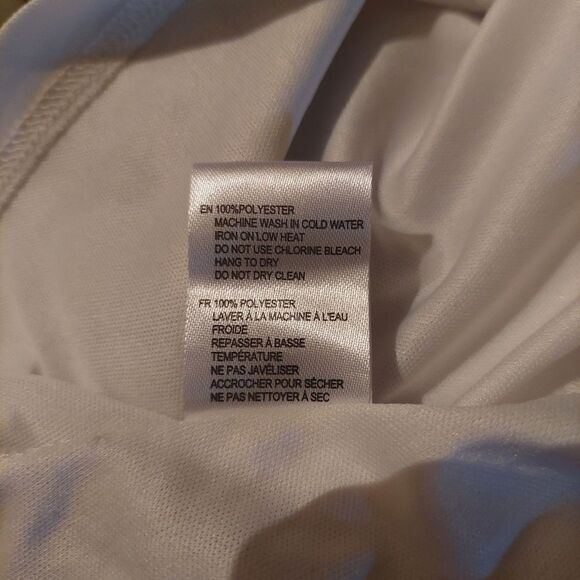 EN 100%POLYESTER
MACHINE WASH IN COLD WATER
IRON ON LOW HEAT
DO NOT USE CHLORINE BLEACH
HANG TO DRY
DO NOT DRY CLEAN
FR 100% POLYESTER
LAVER À LA MACHINE À L'EAU
FROIDE
REPASSER À BASSE
TEMPÉRATURE
NE PAS JAVÉLISER
ACCROCHER POUR SÉCHER
NE PAS NETTOYER À SEC